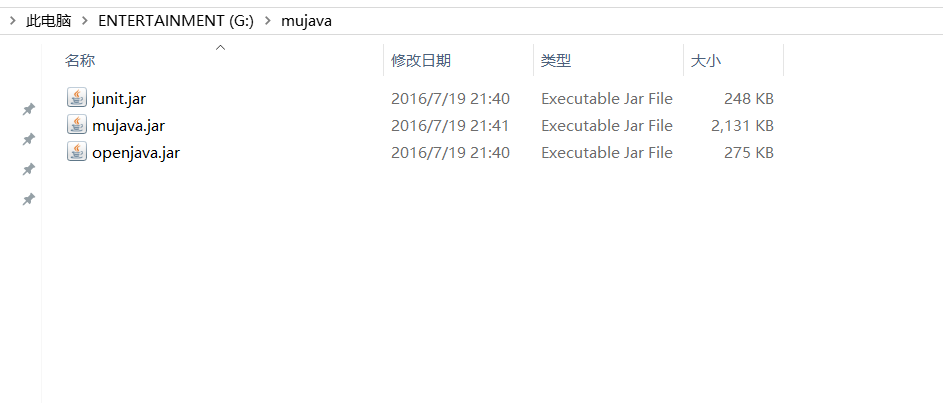 此电脑 > ENTERTAINMENT (G:) > mujava
名称 修改日期 类型 大小
junit.jar 2016/7/19 21:40 Executable Jar File 248 KB
mujava.jar 2016/7/19 21:41 Executable Jar File 2,131 KB
openjava.jar 2016/7/19 21:40 Executable Jar File 275 KB